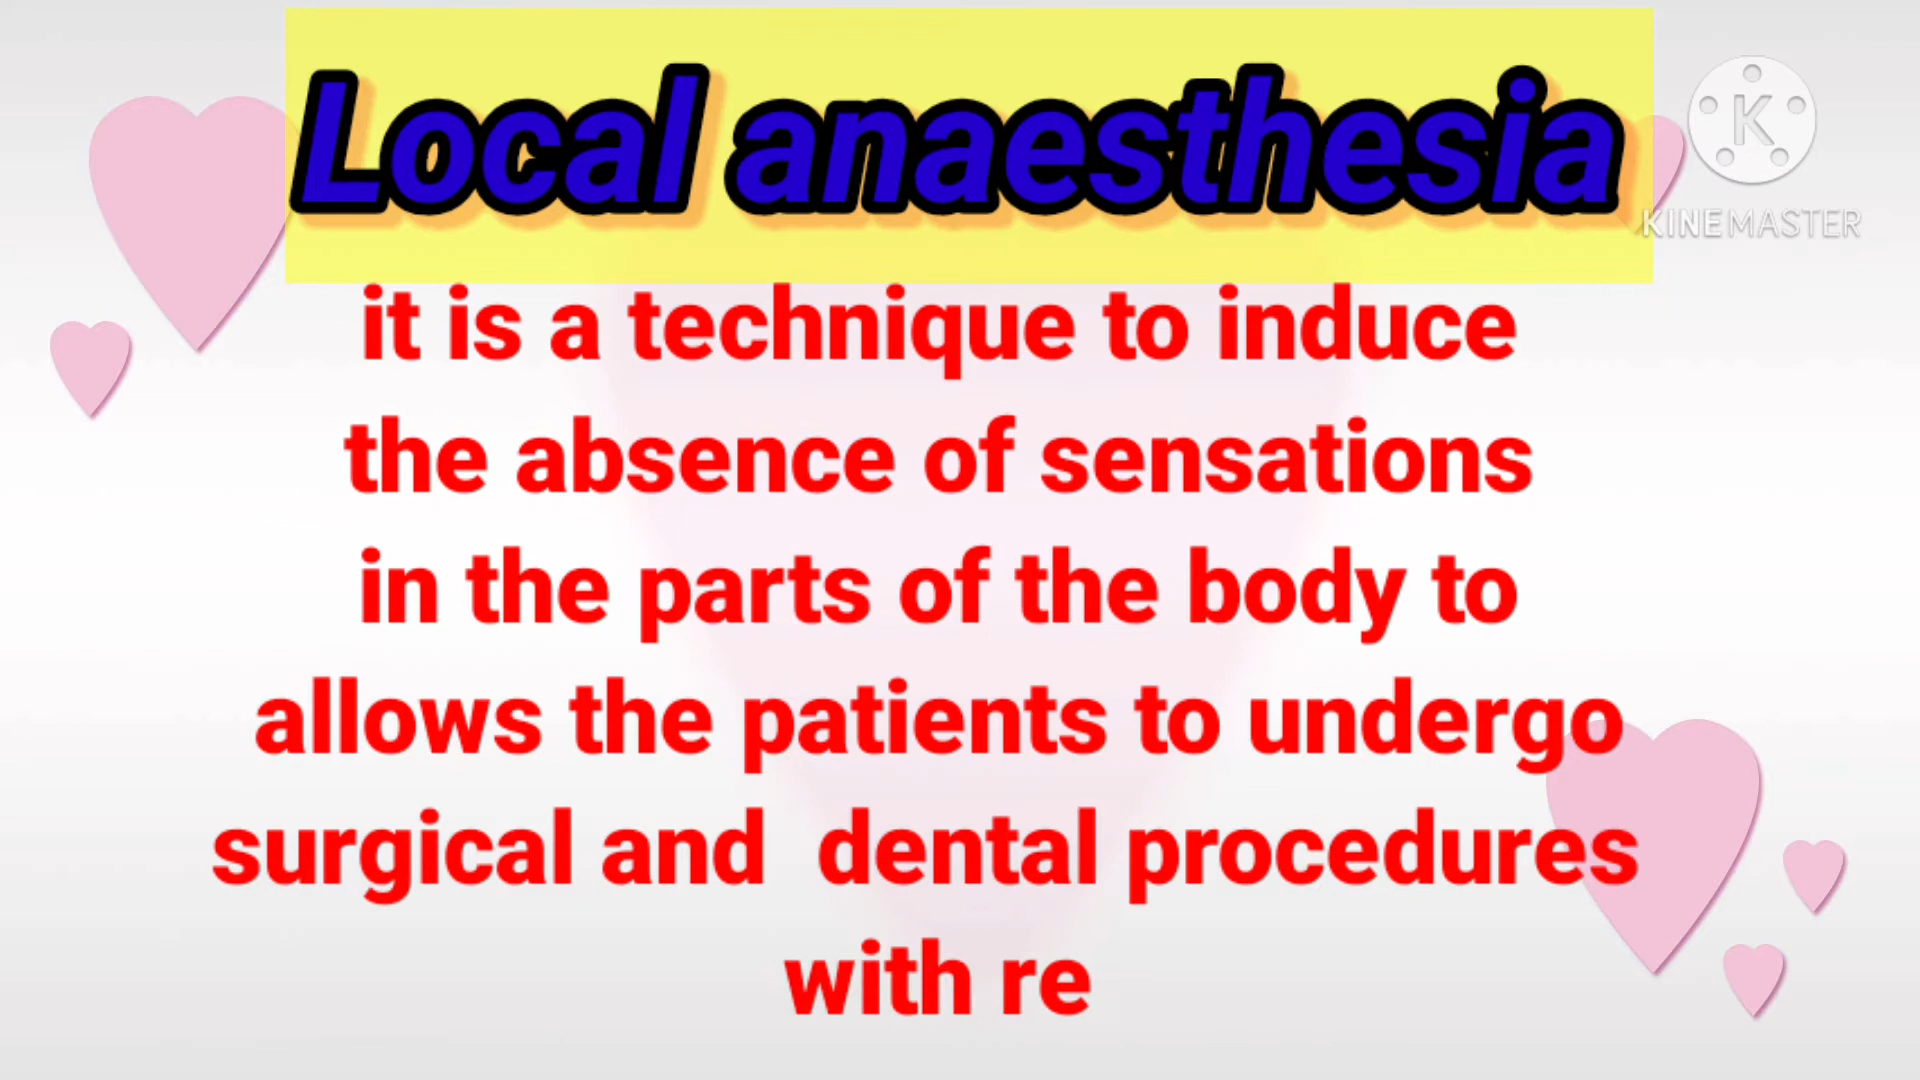 Local anaesthesia
K
KINEMASTER
it is a technique to induce
the absence of sensations
in the parts of the body to
allows the patients to undergo
surgical and  dental procedures
with re